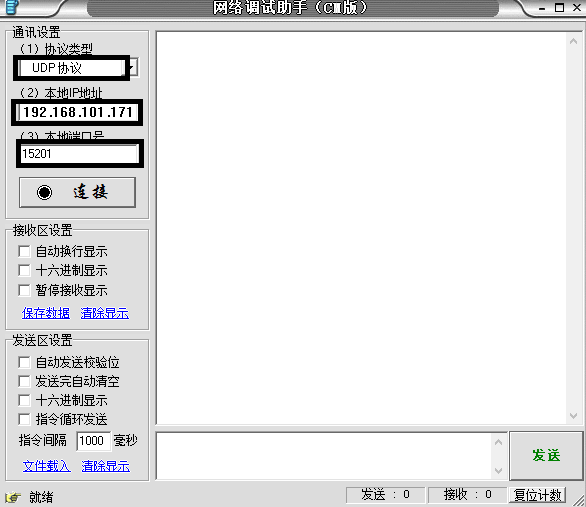 网络调试助手（CM版）
通讯设置
（1）协议类型
UDP协议
（2）本地IP地址
192.168.101.171
（3）本地端口号
15201
连接
接收区设置
自动换行显示
十六进制显示
暂停接收显示
保存数据 清除显示
发送区设置
自动发送校验位
发送完自动清空
十六进制显示
指令循环发送
指令间隔 1000 毫秒
文件载入 清除显示
发送
就绪
发送 : 0 接收 : 0 复位计数